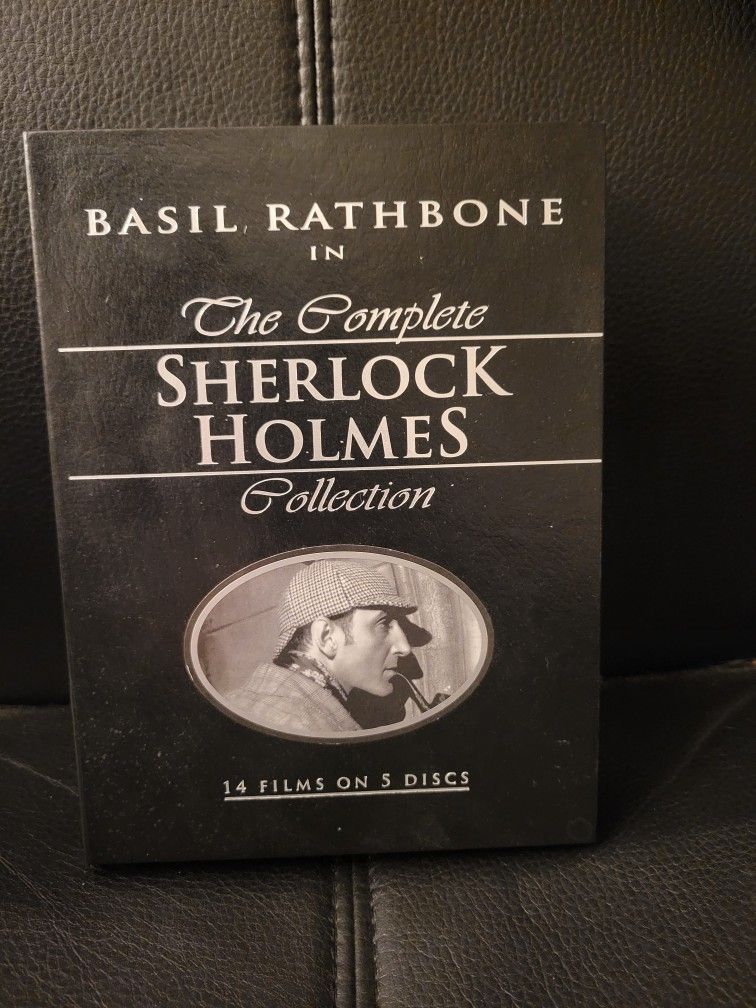 BASIL RATHBONE
IN
The Complete
SHERLOCK
HOLMES
Collection
14 FILMS ON 5 DISCS